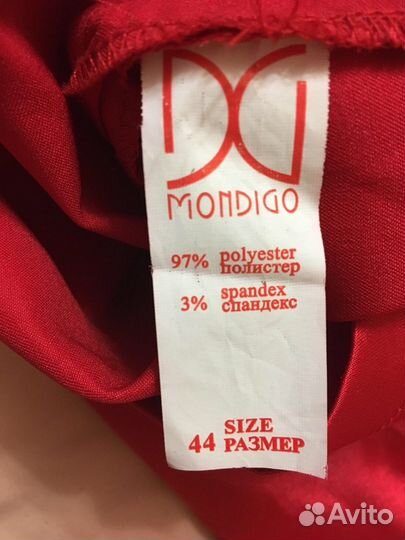 DG
MONDIGO
97% polyester
полистер
3% spandex
спандекс
44 SIZE
РАЗМЕР
Avito